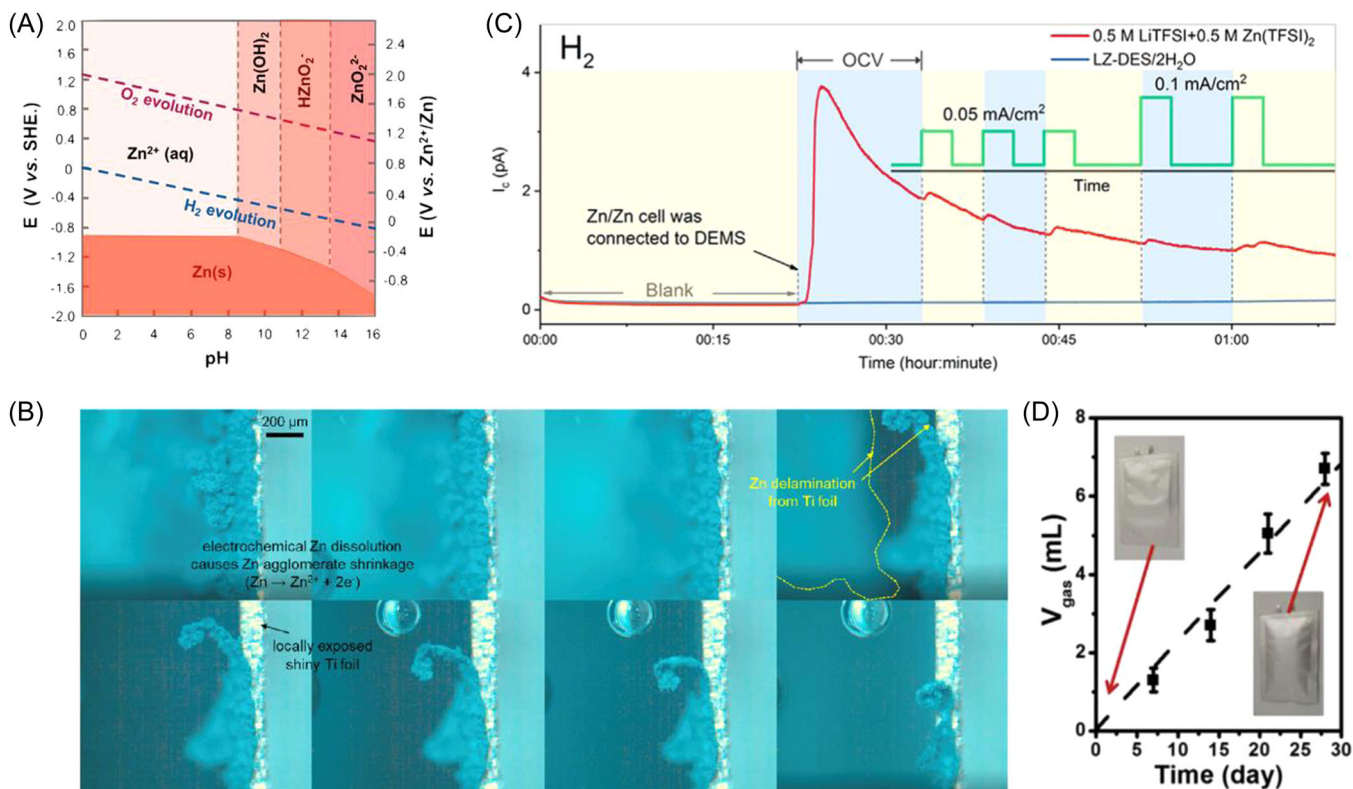 (A)
2.0
1.6
1.2
0.8
0.4
0
-0.4
-0.8
-1.2
-1.6
-2.0
E (V vs. SHE.)
2.4
2.0
1.6
1.2
0.8
0.4
0
-0.4
-0.8
E (V vs. Zn²⁺/Zn)
Zn(OH)₂
HZnO₂⁻
ZnO₂²⁻
O₂ evolution
Zn²⁺ (aq)
H₂ evolution
Zn(s)
0 2 4 6 8 10 12 14 16
pH
(C)
H₂
OCV
0.5 M LiTFSI+0.5 M Zn(TFSI)₂
LZ-DES/2H₂O
0.1 mA/cm²
0.05 mA/cm²
Time
4
2
0
I꜀ (pA)
Zn/Zn cell was
connected to DEMS
Blank
00:00 00:15 00:30 00:45 01:00
Time (hour:minute)
(B)
200 µm
Zn delamination
from Ti foil
electrochemical Zn dissolution
causes Zn agglomerate shrinkage
(Zn → Zn²⁺ + 2e⁻)
locally exposed
shiny Ti foil
(D)
8
6
4
2
0
V gas (mL)
0 5 10 15 20 25 30
Time (day)